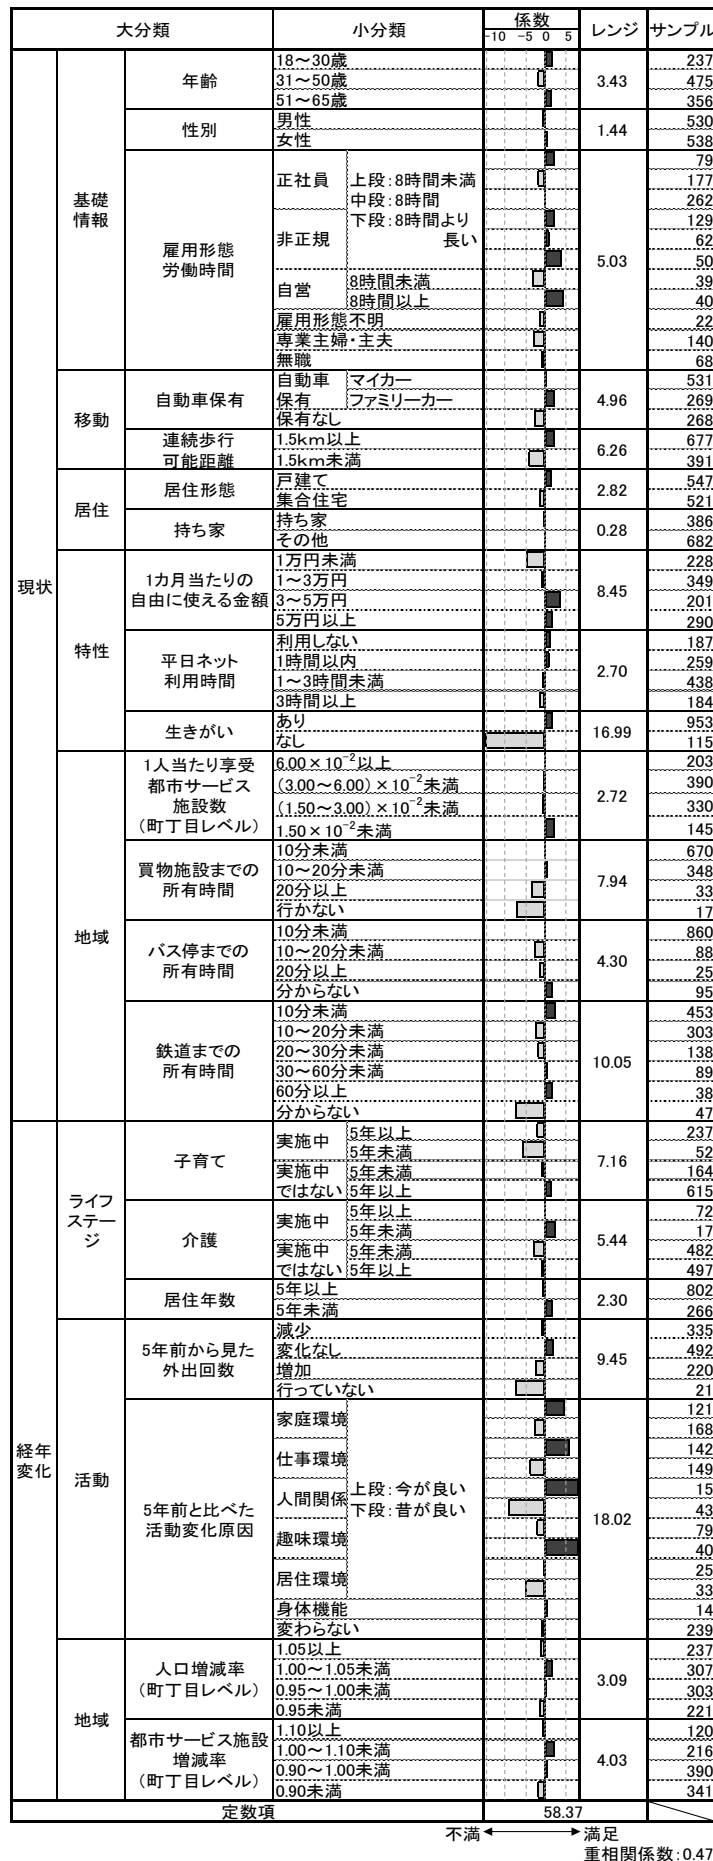 大分類 小分類 係数 レンジ サンプル
-10 -5 0 5
現状
基礎情報
年齢 3.43
18～30歳 237
31～50歳 475
51～65歳 356
性別 1.44
男性 530
女性 538
雇用形態
労働時間 5.03
正社員 上段：8時間未満
中段：8時間
下段：8時間より
長い
79
177
262
非正規
129
62
50
自営
8時間未満 39
8時間以上 40
雇用形態不明 22
専業主婦・主夫 140
無職 68
移動
自動車保有 4.96
自動車保有
マイカー 531
ファミリーカー 269
保有なし 268
連続歩行
可能距離 6.26
1.5km以上 677
1.5km未満 391
居住
居住形態 2.82
戸建て 547
集合住宅 521
持ち家 0.28
持ち家 386
その他 682
特性
1カ月当たりの
自由に使える金額 8.45
1万円未満 228
1～3万円 349
3～5万円 201
5万円以上 290
平日ネット
利用時間 2.70
利用しない 187
1時間以内 259
1～3時間未満 438
3時間以上 184
生きがい 16.99
あり 953
なし 115
地域
1人当たり享受
都市サービス
施設数
（町丁目レベル） 2.72
6.00×10⁻²以上 203
（3.00～6.00）×10⁻²未満 390
（1.50～3.00）×10⁻²未満 330
1.50×10⁻²未満 145
買物施設までの
所有時間 7.94
10分未満 670
10～20分未満 348
20分以上 33
行かない 17
バス停までの
所有時間 4.30
10分未満 860
10～20分未満 88
20分以上 25
分からない 95
鉄道までの
所有時間 10.05
10分未満 453
10～20分未満 303
20～30分未満 138
30～60分未満 89
60分以上 38
分からない 47
経年
変化
ライフ
ステー
ジ
子育て 7.16
実施中
5年以上 237
5年未満 52
実施中
ではない
5年未満 164
5年以上 615
介護 5.44
実施中
5年以上 72
5年未満 17
実施中
ではない
5年未満 482
5年以上 497
居住年数 2.30
5年以上 802
5年未満 266
活動
5年前から見た
外出回数 9.45
減少 335
変化なし 492
増加 220
行っていない 21
5年前と比べた
活動変化原因 18.02
上段：今が良い
下段：昔が良い
家庭環境
121
168
仕事環境
142
149
人間関係
15
43
趣味環境
79
40
居住環境
25
33
身体機能 14
変わらない 239
地域
人口増減率
（町丁目レベル） 3.09
1.05以上 237
1.00～1.05未満 307
0.95～1.00未満 303
0.95未満 221
都市サービス施設
増減率
（町丁目レベル） 4.03
1.10以上 120
1.00～1.10未満 216
0.90～1.00未満 390
0.90未満 341
定数項 58.37
不満 満足
重相関係数：0.47